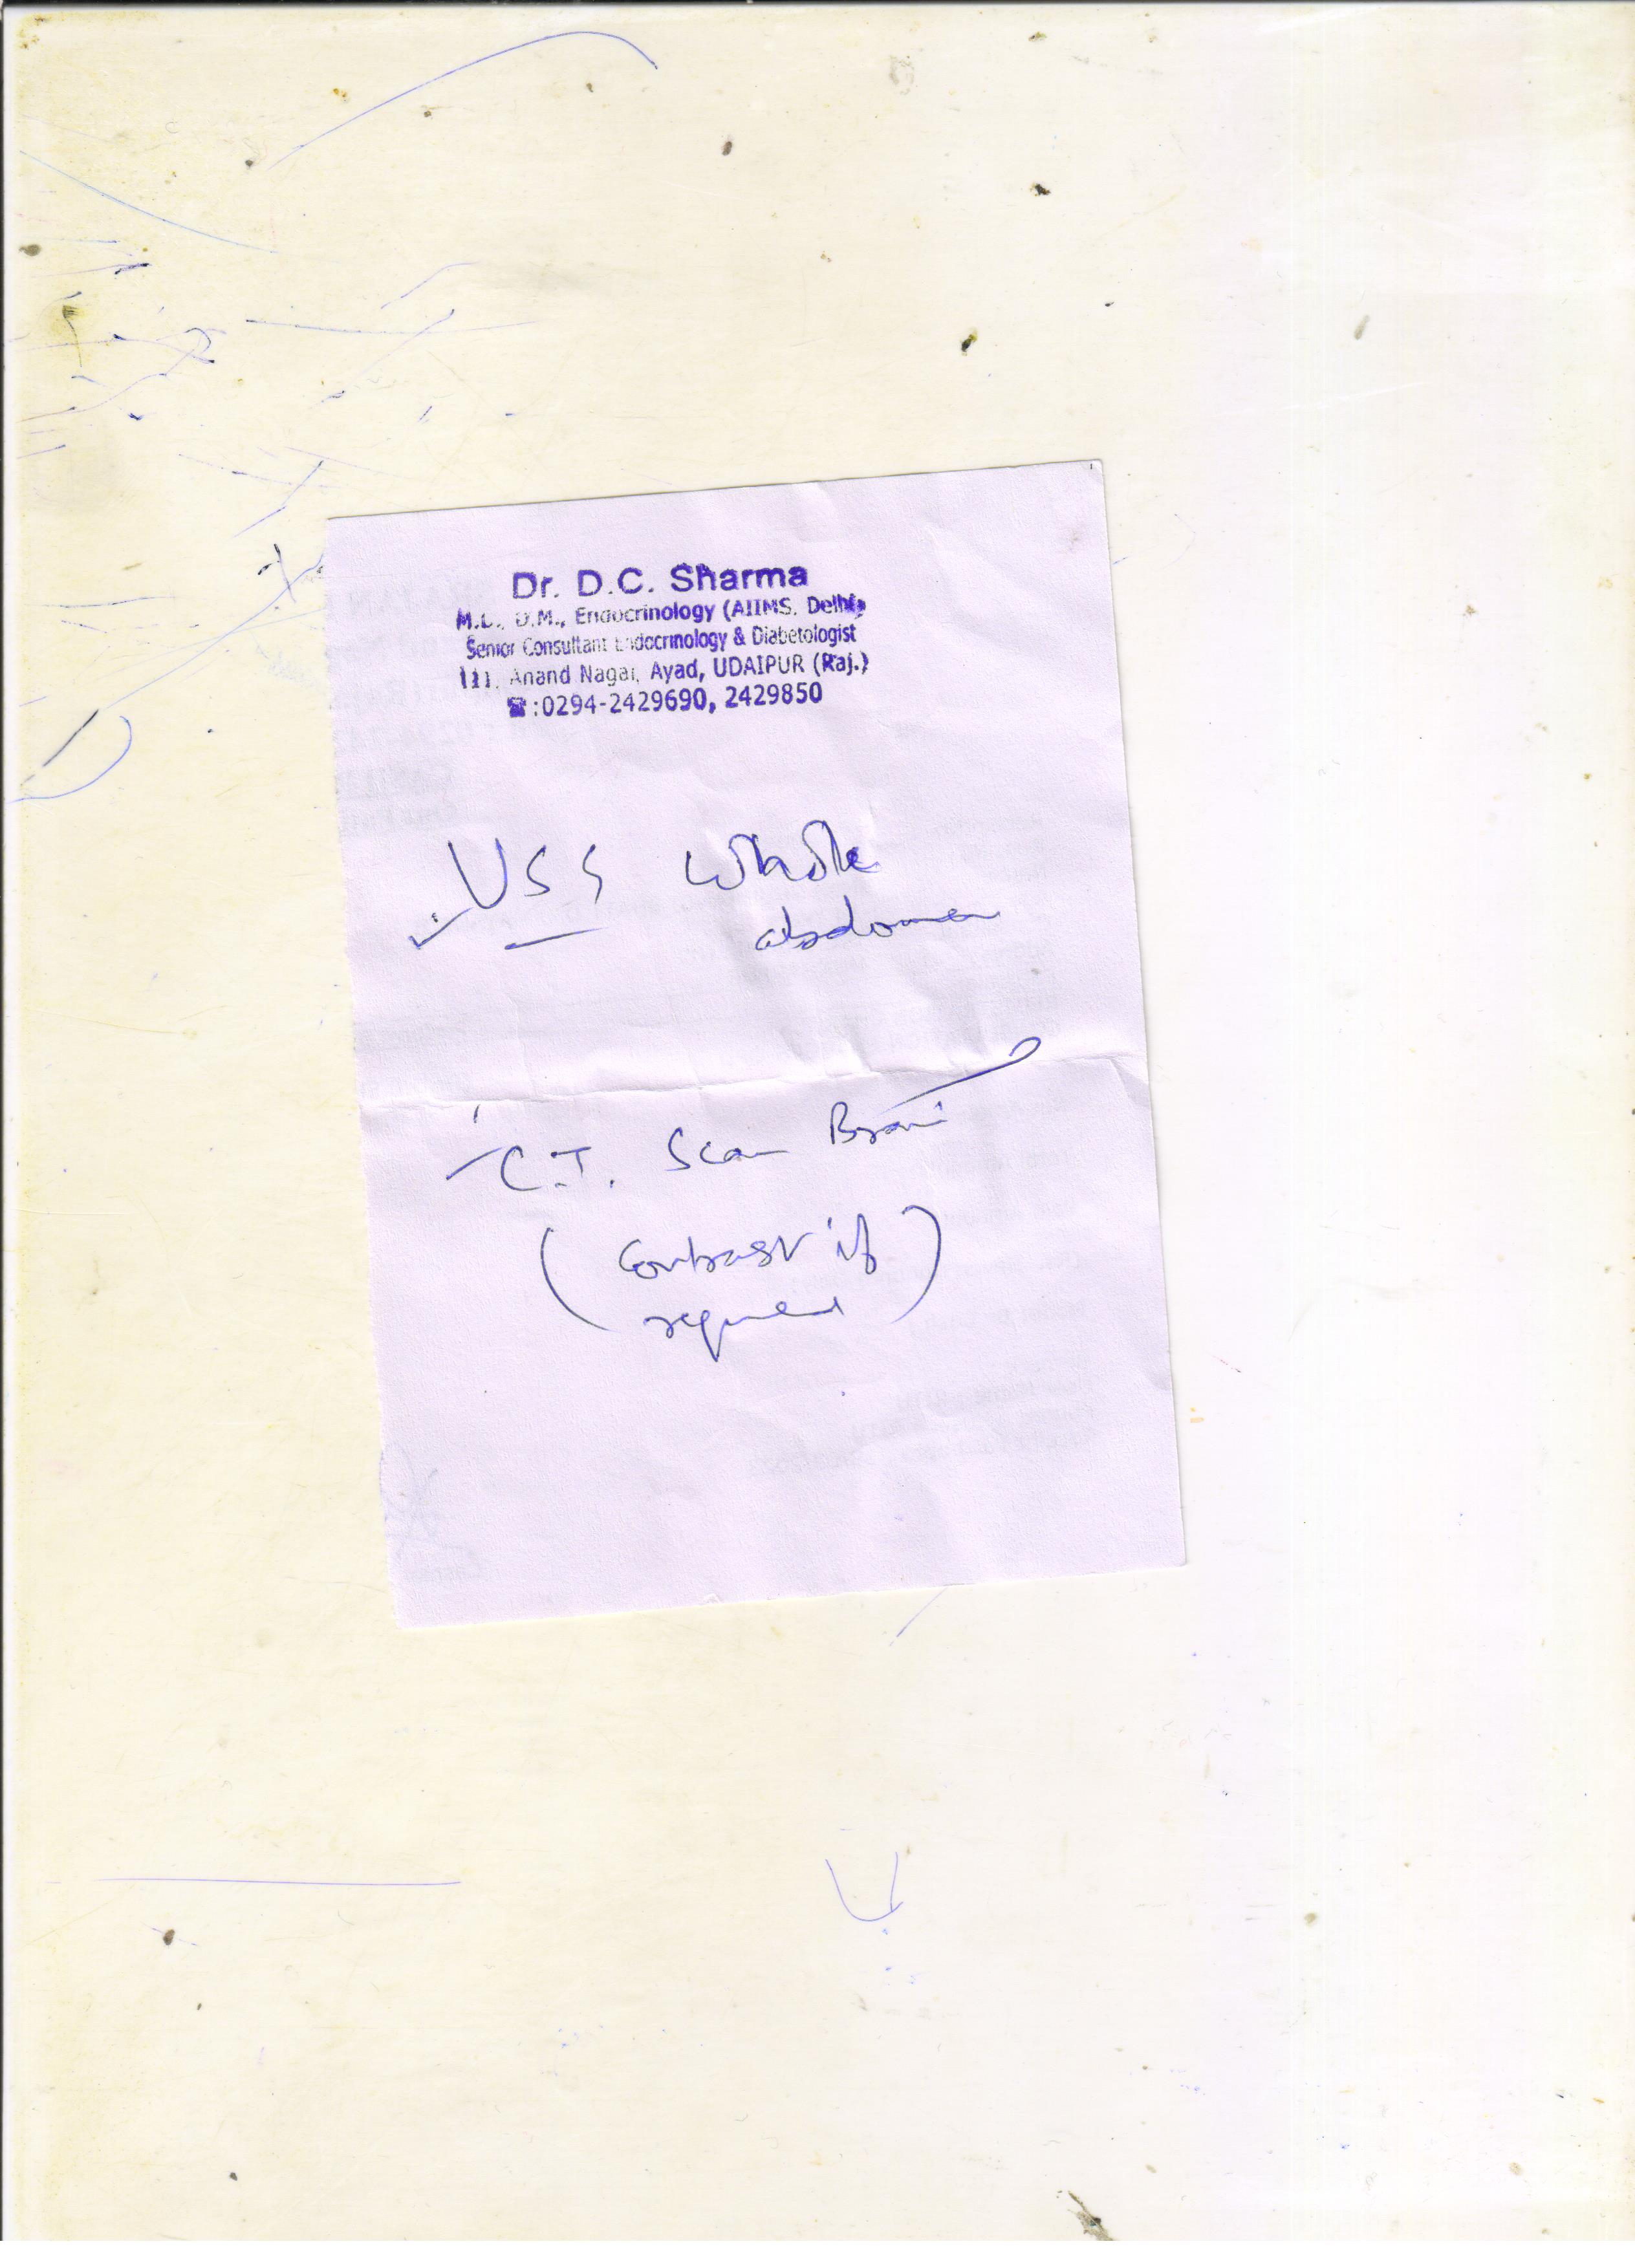 Dr. D.C. Sharma
M.D., D.M., Endocrinology (AIIMS, Delhi)
Senior Consultant Endocrinology & Diabetologist
111, Anand Nagar, Ayad, UDAIPUR (Raj.)
☎:0294-2429690, 2429850
USS Whole
abdomen
C.T. Scan Brain
(Contrast if
required)